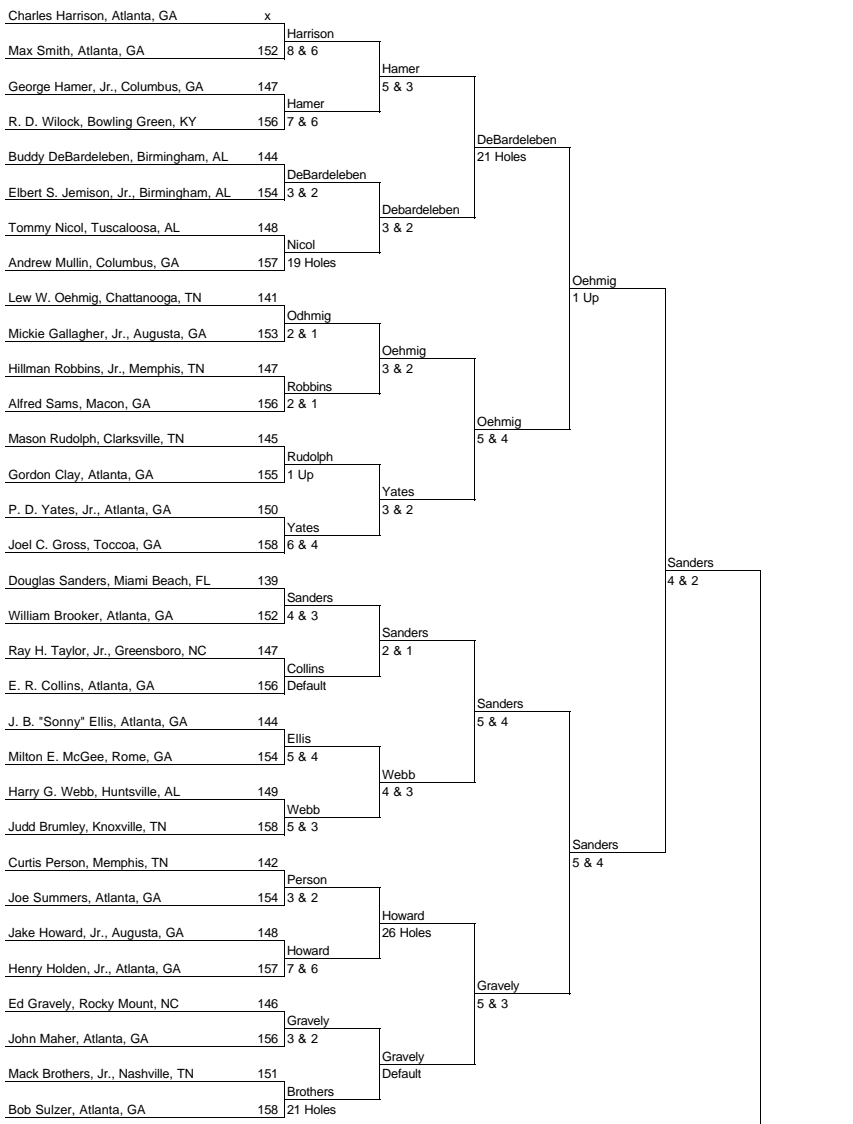 Charles Harrison, Atlanta, GA x
Harrison
Max Smith, Atlanta, GA 152 8 & 6
Hamer
George Hamer, Jr., Columbus, GA 147 5 & 3
Hamer
R. D. Wilock, Bowling Green, KY 156 7 & 6
DeBardeleben
Buddy DeBardeleben, Birmingham, AL 144 21 Holes
DeBardeleben
Elbert S. Jemison, Jr., Birmingham, AL 154 3 & 2
Debardeleben
Tommy Nicol, Tuscaloosa, AL 148 3 & 2
Nicol
Andrew Mullin, Columbus, GA 157 19 Holes
Oehmig
Lew W. Oehmig, Chattanooga, TN 141 1 Up
Odhmig
Mickie Gallagher, Jr., Augusta, GA 153 2 & 1
Oehmig
Hillman Robbins, Jr., Memphis, TN 147 3 & 2
Robbins
Alfred Sams, Macon, GA 156 2 & 1
Oehmig
Mason Rudolph, Clarksville, TN 145 5 & 4
Rudolph
Gordon Clay, Atlanta, GA 155 1 Up
Yates
P. D. Yates, Jr., Atlanta, GA 150 3 & 2
Yates
Joel C. Gross, Toccoa, GA 158 6 & 4
Sanders
Douglas Sanders, Miami Beach, FL 139 4 & 2
Sanders
William Brooker, Atlanta, GA 152 4 & 3
Sanders
Ray H. Taylor, Jr., Greensboro, NC 147 2 & 1
Collins
E. R. Collins, Atlanta, GA 156 Default
Sanders
J. B. "Sonny" Ellis, Atlanta, GA 144 5 & 4
Ellis
Milton E. McGee, Rome, GA 154 5 & 4
Webb
Harry G. Webb, Huntsville, AL 149 4 & 3
Webb
Judd Brumley, Knoxville, TN 158 5 & 3
Sanders
Curtis Person, Memphis, TN 142 5 & 4
Person
Joe Summers, Atlanta, GA 154 3 & 2
Howard
Jake Howard, Jr., Augusta, GA 148 26 Holes
Howard
Henry Holden, Jr., Atlanta, GA 157 7 & 6
Gravely
Ed Gravely, Rocky Mount, NC 146 5 & 3
Gravely
John Maher, Atlanta, GA 156 3 & 2
Gravely
Mack Brothers, Jr., Nashville, TN 151 Default
Brothers
Bob Sulzer, Atlanta, GA 158 21 Holes